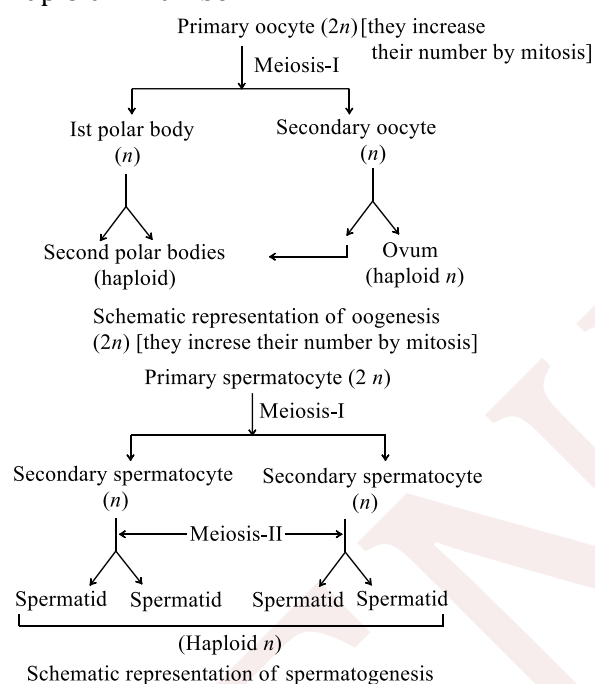 Primary oocyte (2n) [they increase
their number by mitosis]
Meiosis-I
Ist polar body
(n)
Secondary oocyte
(n)
Second polar bodies
(haploid)
Ovum
(haploid n)
Schematic representation of oogenesis
(2n) [they increse their number by mitosis]
Primary spermatocyte (2 n)
Meiosis-I
Secondary spermatocyte
(n)
Secondary spermatocyte
(n)
Meiosis-II
Spermatid Spermatid Spermatid Spermatid
(Haploid n)
Schematic representation of spermatogenesis